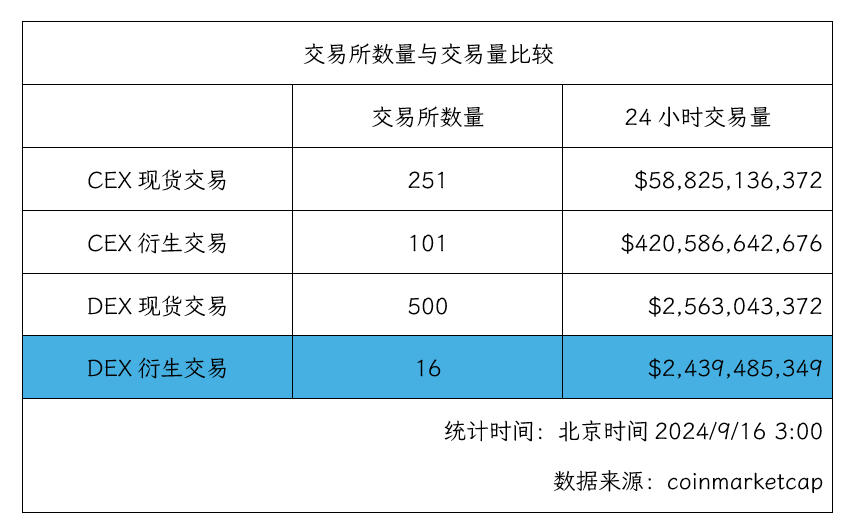 交易所数量与交易量比较
交易所数量 24 小时交易量
CEX 现货交易 251 $58,825,136,372
CEX 衍生交易 101 $420,586,642,676
DEX 现货交易 500 $2,563,043,372
DEX 衍生交易 16 $2,439,485,349
统计时间：北京时间 2024/9/16 3:00
数据来源：coinmarketcap